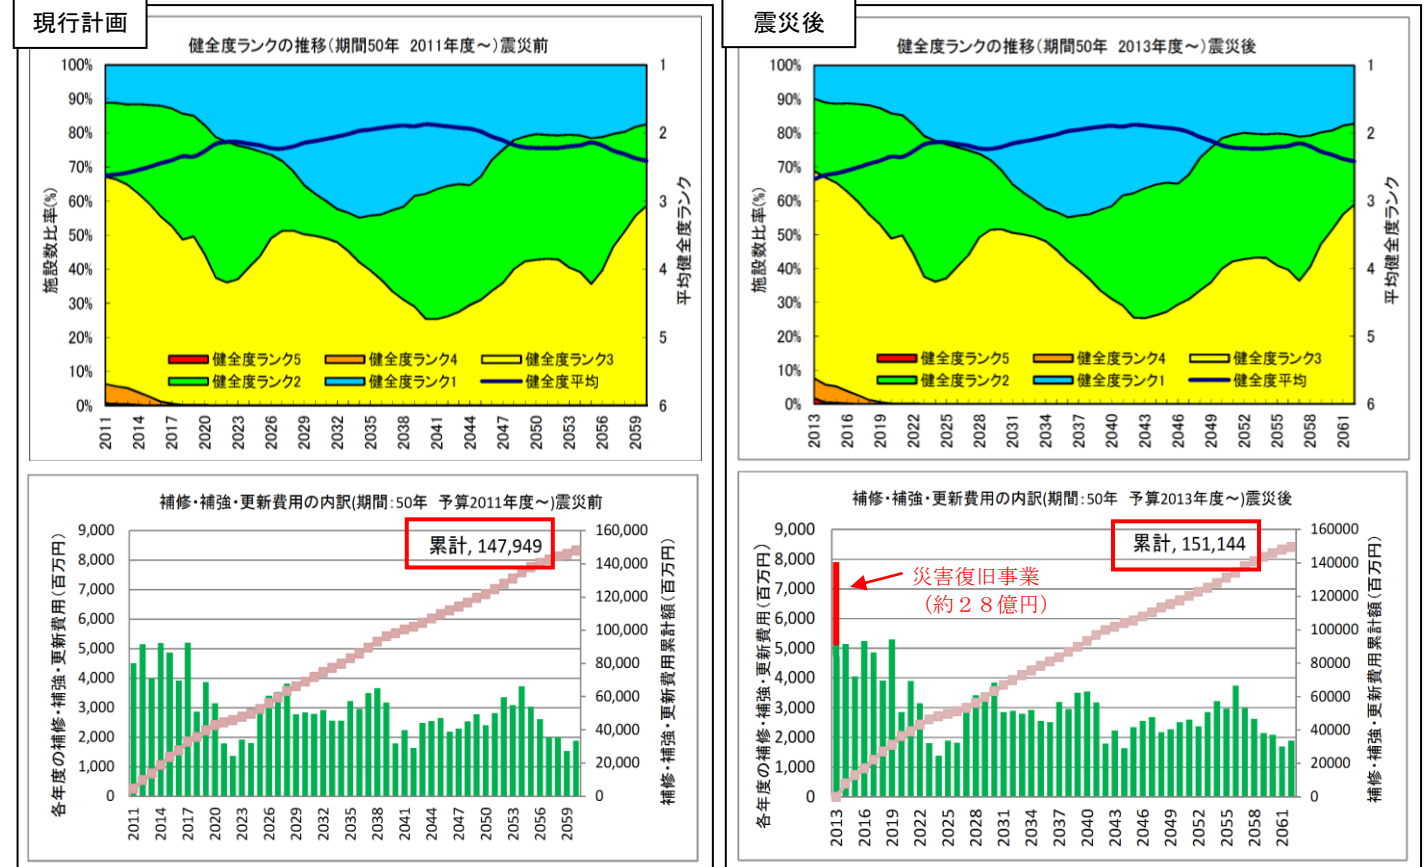 現行計画
健全度ランクの推移(期間50年 2011年度~)震災前
施設数比率(%)
100%
90%
80%
70%
60%
50%
40%
30%
20%
10%
0%
1
2
3
4
5
6
平均健全度ランク
健全度ランク5 健全度ランク4 健全度ランク3
健全度ランク2 健全度ランク1 健全度平均
2011 2014 2017 2020 2023 2026 2029 2032 2035 2038 2041 2044 2047 2050 2053 2056 2059
補修・補強・更新費用の内訳(期間:50年 予算2011年度~)震災前
各年度の補修・補強・更新費用(百万円)
9,000
8,000
7,000
6,000
5,000
4,000
3,000
2,000
1,000
0
累計, 147,949
160,000
140,000
120,000
100,000
80,000
60,000
40,000
20,000
0
補修・補強・更新費用累計額(百万円)
2011 2014 2017 2020 2023 2026 2029 2032 2035 2038 2041 2044 2047 2050 2053 2056 2059
震災後
健全度ランクの推移(期間50年 2013年度~)震災後
施設数比率(%)
100%
90%
80%
70%
60%
50%
40%
30%
20%
10%
0%
1
2
3
4
5
6
平均健全度ランク
健全度ランク5 健全度ランク4 健全度ランク3
健全度ランク2 健全度ランク1 健全度平均
2013 2016 2019 2022 2025 2028 2031 2034 2037 2040 2043 2046 2049 2052 2055 2058 2061
補修・補強・更新費用の内訳(期間:50年 予算2013年度~)震災後
各年度の補修・補強・更新費用(百万円)
9,000
8,000
7,000
6,000
5,000
4,000
3,000
2,000
1,000
0
累計, 151,144
災害復旧事業
(約28億円)
160000
140000
120000
100000
80000
60000
40000
20000
0
補修・補強・更新費用累計額(百万円)
2013 2016 2019 2022 2025 2028 2031 2034 2037 2040 2043 2046 2049 2052 2055 2058 2061